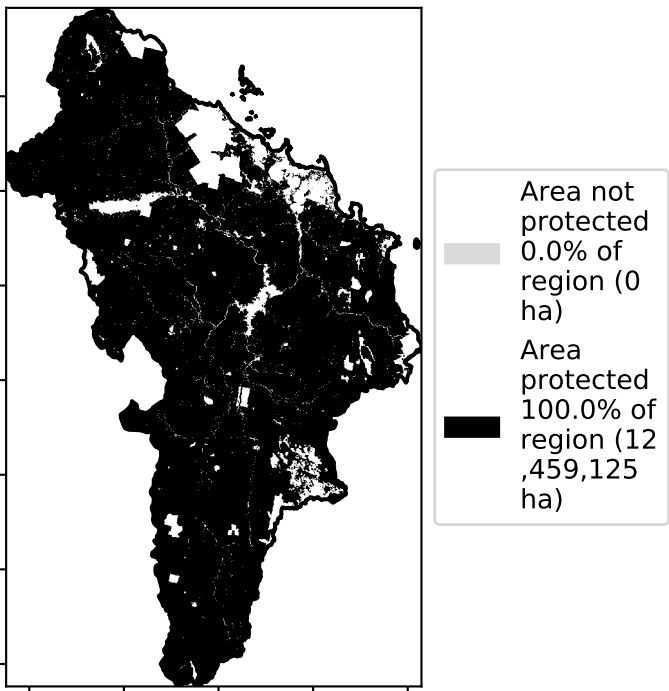 Area not
protected
0.0% of
region (0
ha)
Area
protected
100.0% of
region (12
,459,125
ha)